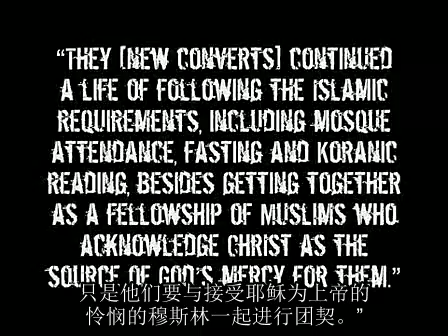 “THEY [NEW CONVERTS] CONTINUED
A LIFE OF FOLLOWING THE ISLAMIC
REQUIREMENTS, INCLUDING MOSQUE
ATTENDANCE, FASTING AND KORANIC
READING, BESIDES GETTING TOGETHER
AS A FELLOWSHIP OF MUSLIMS WHO
ACKNOWLEDGE CHRIST AS THE
SOURCE OF GOD'S MERCY FOR THEM.”
只是他们要与接受耶稣为上帝的
怜悯的穆斯林一起进行团契。”